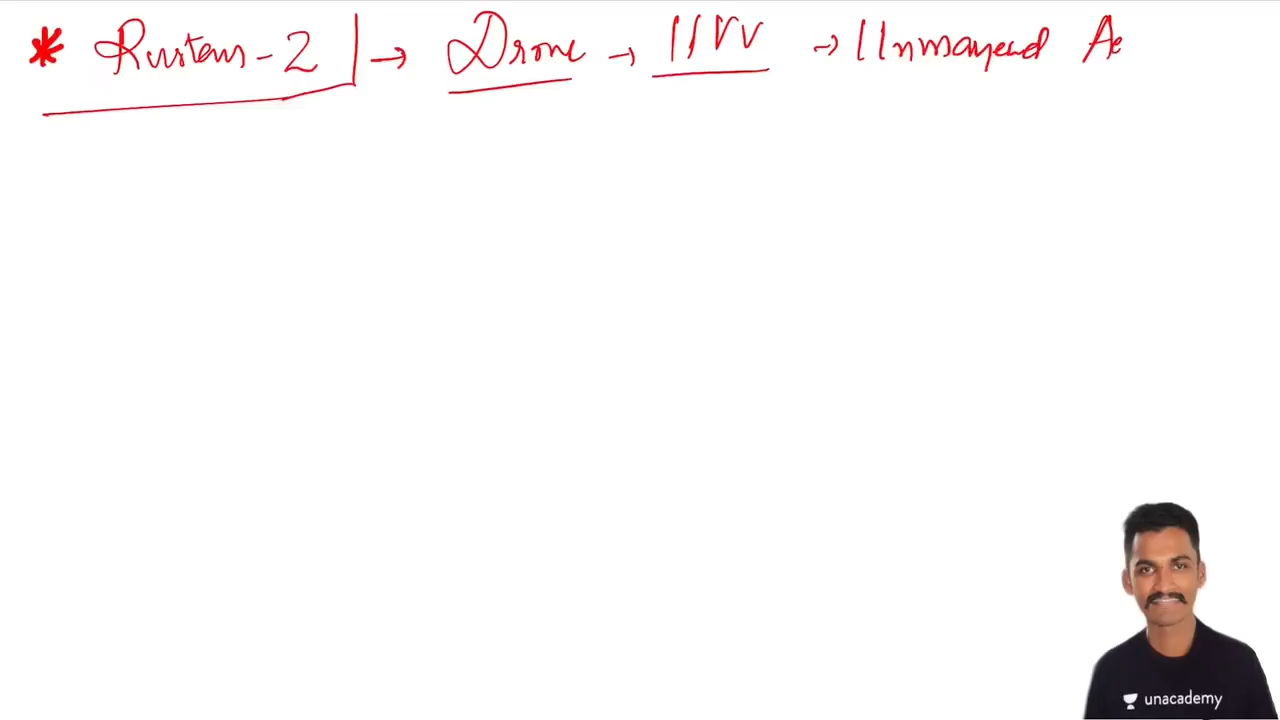 * Rustom-2 → Drone → UAV → Unmanned Ae
unacademy